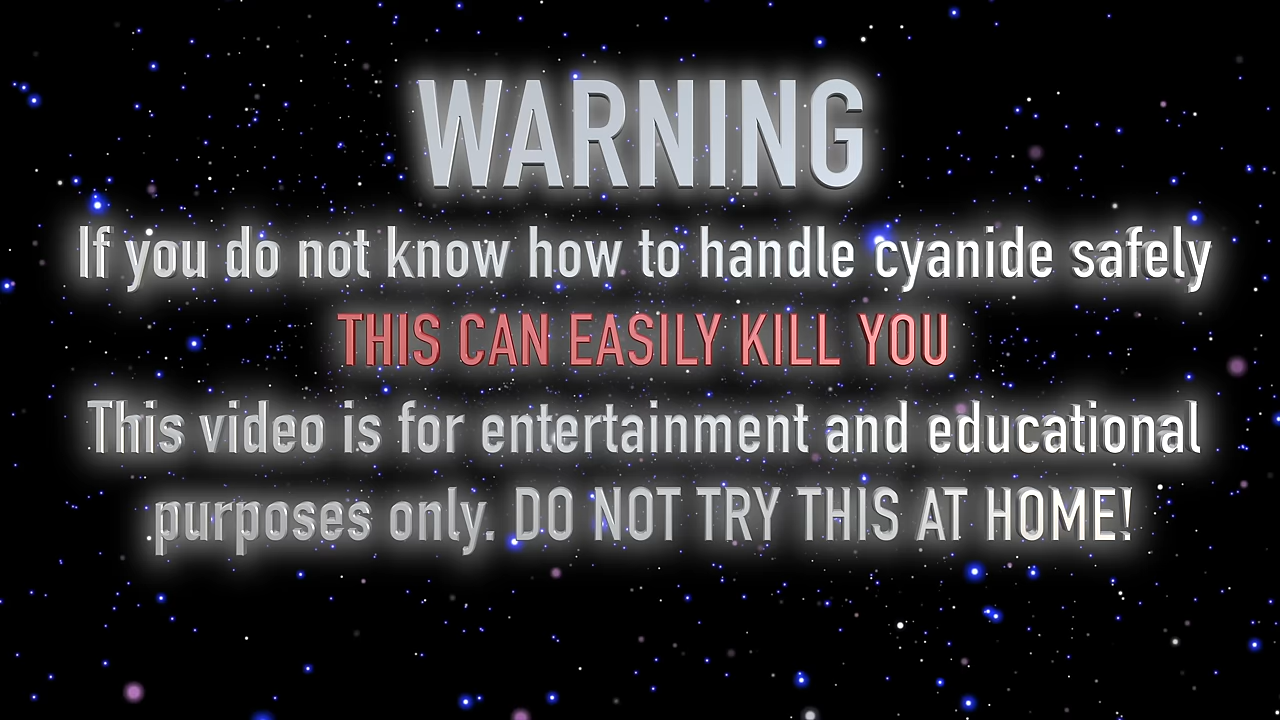 WARNING
If you do not know how to handle cyanide safely
THIS CAN EASILY KILL YOU
This video is for entertainment and educational
purposes only. DO NOT TRY THIS AT HOME!